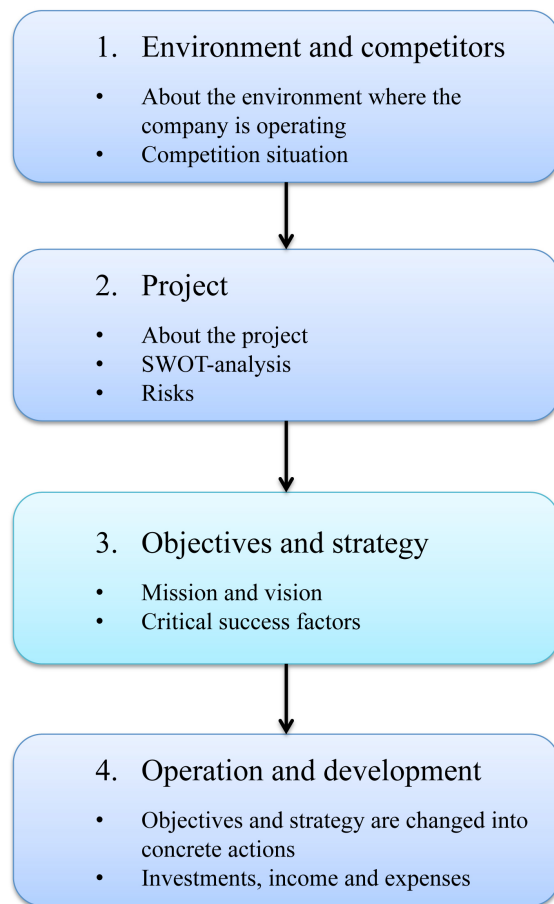 1. Environment and competitors
• About the environment where the
company is operating
• Competition situation
2. Project
• About the project
• SWOT-analysis
• Risks
3. Objectives and strategy
• Mission and vision
• Critical success factors
4. Operation and development
• Objectives and strategy are changed into
concrete actions
• Investments, income and expenses